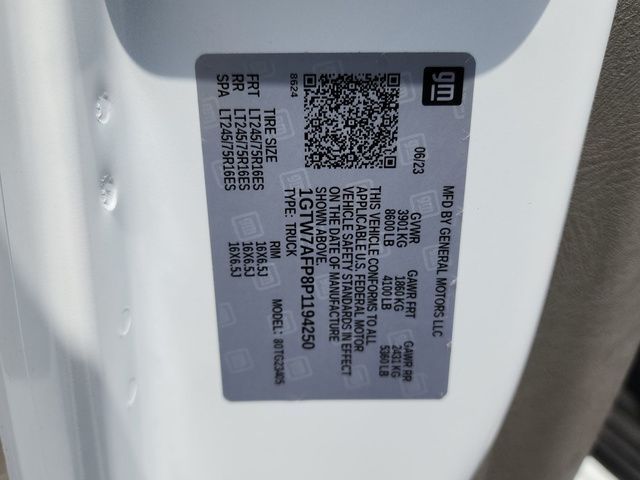 gm
MFD BY GENERAL MOTORS LLC
06/23
GVWR GAWR FRT GAWR RR
3901 KG 1860 KG 2431 KG
8600 LB 4100 LB 5360 LB
THIS VEHICLE CONFORMS TO ALL
APPLICABLE U.S. FEDERAL MOTOR
VEHICLE SAFETY STANDARDS IN EFFECT
ON THE DATE OF MANUFACTURE
SHOWN ABOVE.
1GTW7AFP8P1194250
TYPE: TRUCK MODEL: 80TG23405
8624
TIRE SIZE RIM
FRT LT245/75R16ES 16X6.5J
RR LT245/75R16ES 16X6.5J
SPA LT245/75R16ES 16X6.5J